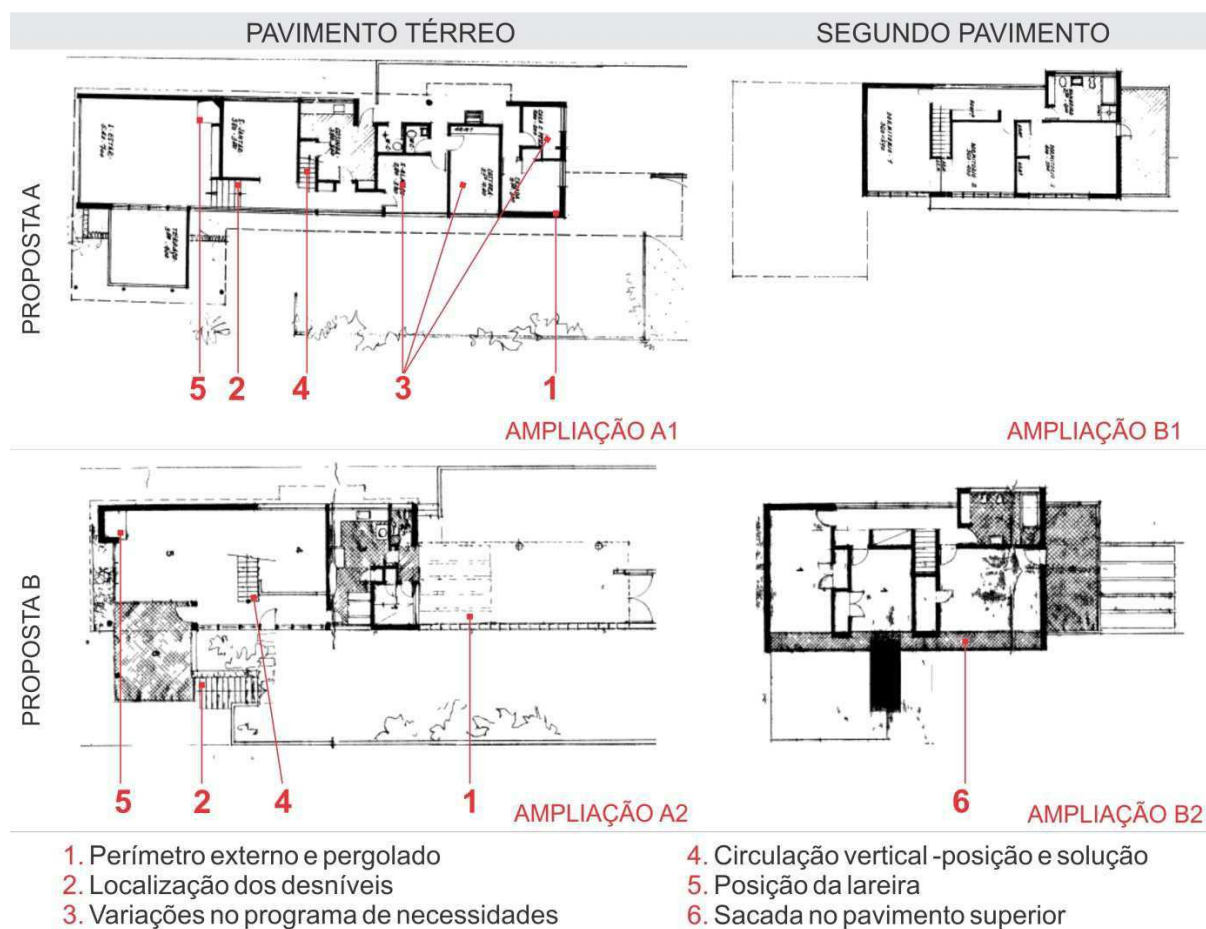 PAVIMENTO TÉRREO
SEGUNDO PAVIMENTO
PROPOSTA A
5 2 4 3 1
AMPLIAÇÃO A1
AMPLIAÇÃO B1
PROPOSTA B
5 2 4 1
AMPLIAÇÃO A2
6
AMPLIAÇÃO B2
1. Perímetro externo e pergolado
2. Localização dos desníveis
3. Variações no programa de necessidades
4. Circulação vertical -posição e solução
5. Posição da lareira
6. Sacada no pavimento superior